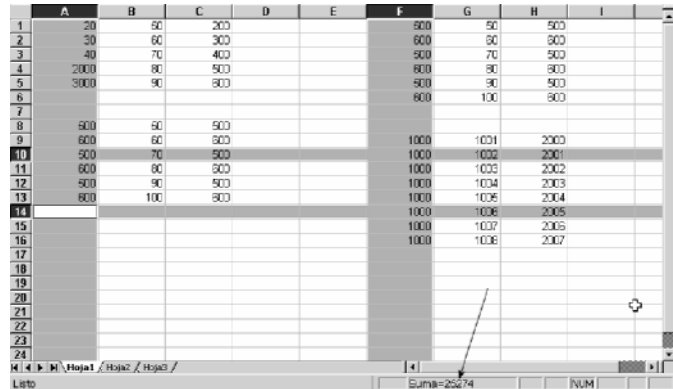 A B C D E F G H I
1 20 50 200 500 50 500
2 30 60 300 600 60 600
3 40 70 400 500 70 500
4 2000 80 500 600 80 600
5 3000 90 600 500 90 500
6 600 100 600
7
8 500 50 500
9 600 60 600 1000 1001 2000
10 500 70 500 1000 1002 2001
11 600 80 600 1000 1003 2002
12 500 90 500 1000 1004 2003
13 600 100 600 1000 1005 2004
14 1000 1006 2005
15 1000 1007 2006
16 1000 1008 2007
17
18
19
20
21
22
23
24
Hoja1 / Hoja2 / Hoja3 /
Listo Suma=26274 NUM